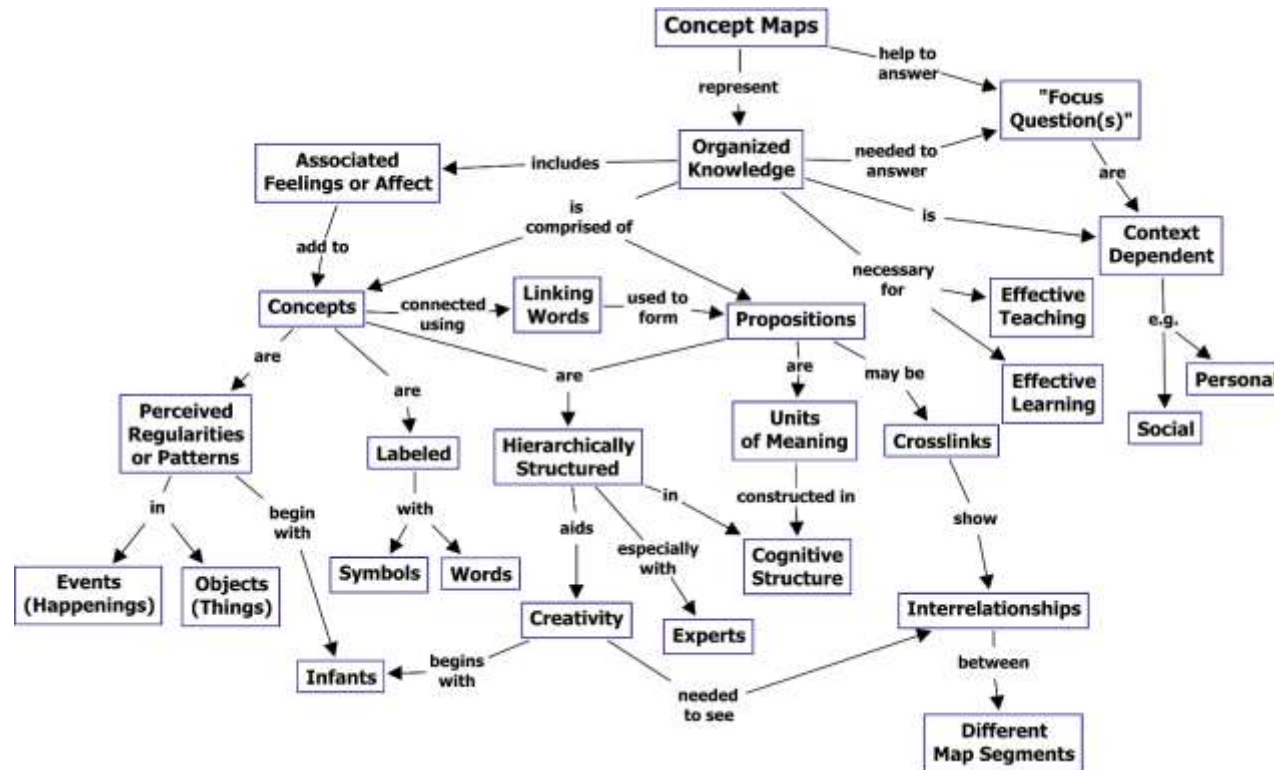 Concept Maps
help to
answer
represent
"Focus
Question(s)"
Organized
Knowledge
needed to
answer
includes
Associated
Feelings or Affect
are
is
Context
Dependent
is
comprised of
add to
necessary
for
Effective
Teaching
Concepts
connected
using
Linking
Words
used to
form
Propositions
e.g.
Personal
Social
Effective
Learning
are
are
are
are
may be
Perceived
Regularities
or Patterns
Labeled
Hierarchically
Structured
Units
of Meaning
Crosslinks
in
begin
with
with
aids
especially
with
in
constructed in
show
Events
(Happenings)
Objects
(Things)
Symbols
Words
Cognitive
Structure
Creativity
Experts
Interrelationships
Infants
begins
with
needed
to see
between
Different
Map Segments